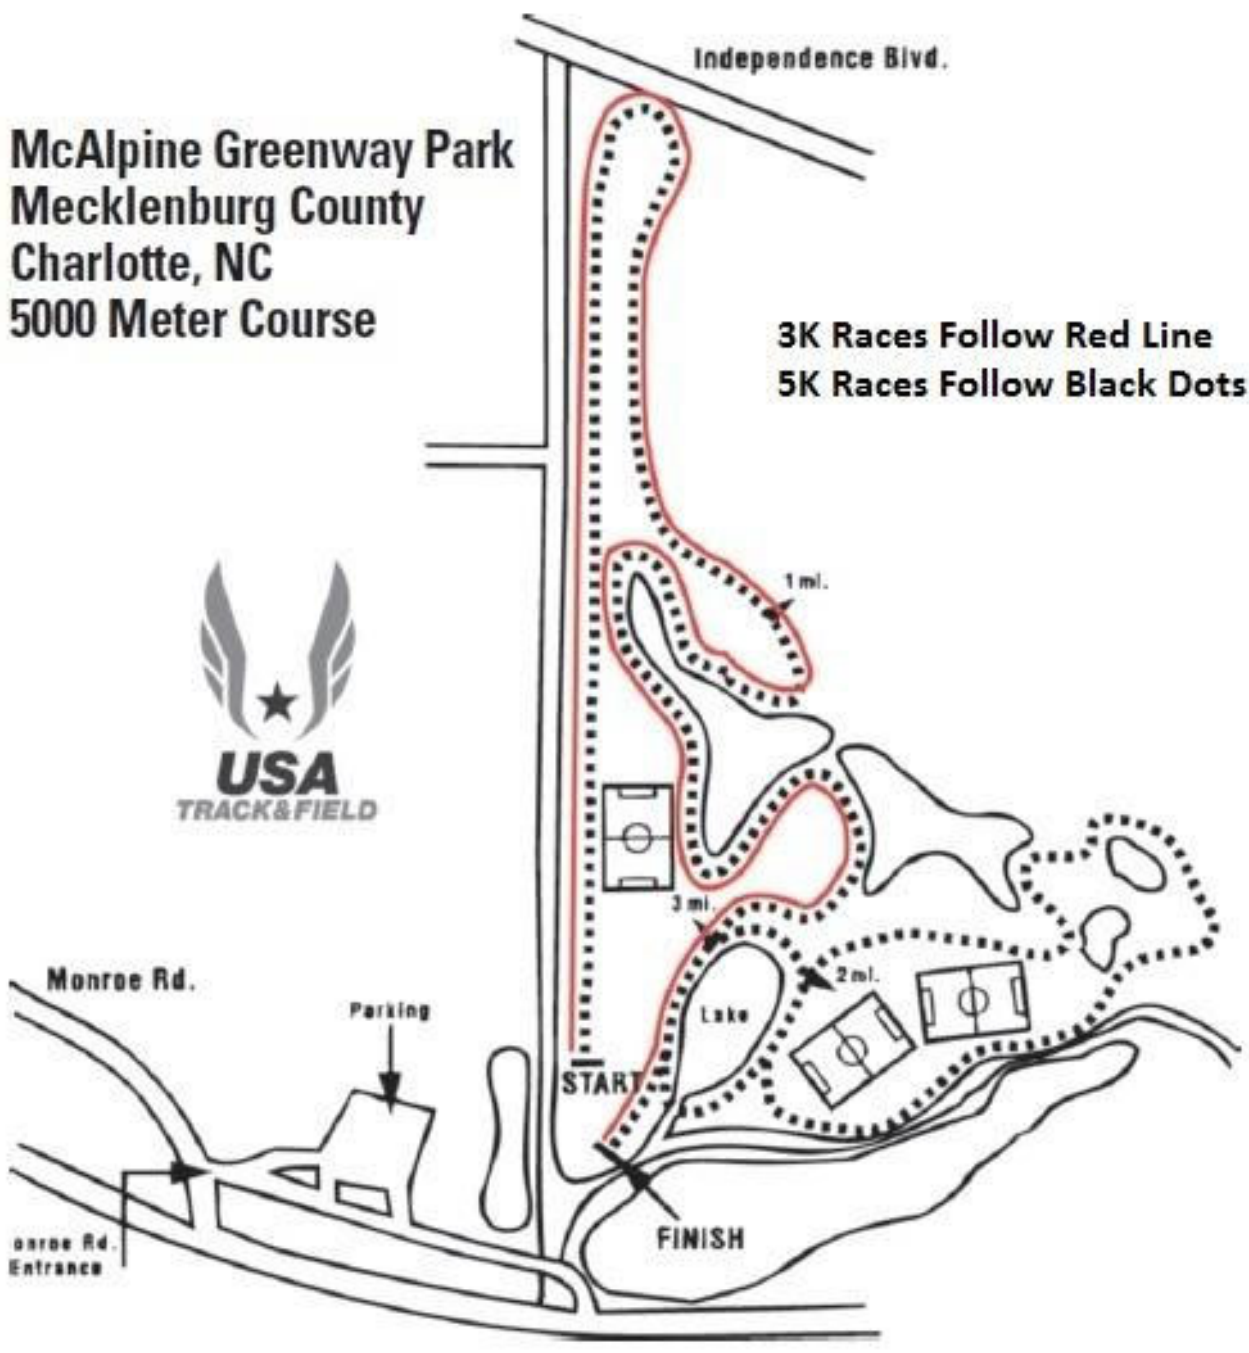 Independence Blvd.
McAlpine Greenway Park
Mecklenburg County
Charlotte, NC
5000 Meter Course
3K Races Follow Red Line
5K Races Follow Black Dots
1 mi.
USA
TRACK&FIELD
3 mi.
2 mi.
Monroe Rd.
Parking
Lake
START
onroe Rd.
Entrance
FINISH